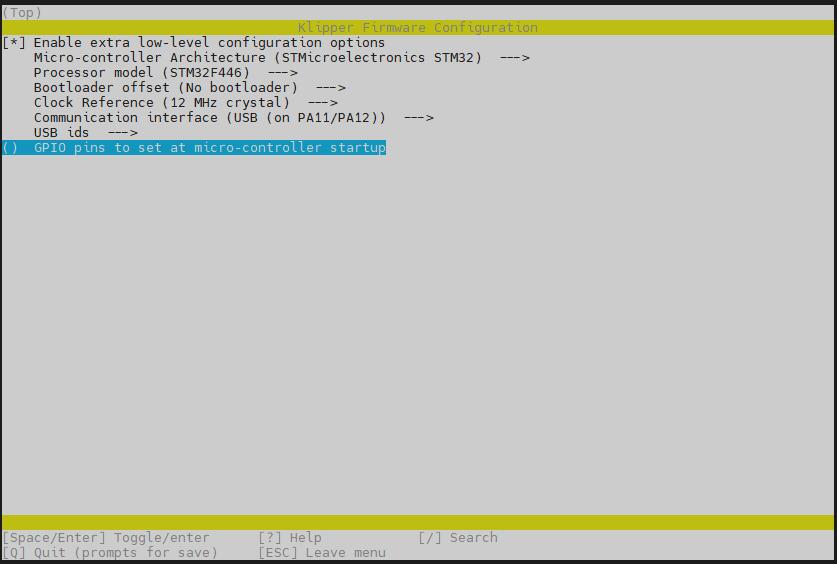 (Top)
Klipper Firmware Configuration
[*] Enable extra low-level configuration options
Micro-controller Architecture (STMicroelectronics STM32)  --->
Processor model (STM32F446)  --->
Bootloader offset (No bootloader)  --->
Clock Reference (12 MHz crystal)  --->
Communication interface (USB (on PA11/PA12))  --->
USB ids  --->
()  GPIO pins to set at micro-controller startup
[Space/Enter] Toggle/enter      [?] Help            [/] Search
[Q] Quit (prompts for save)     [ESC] Leave menu